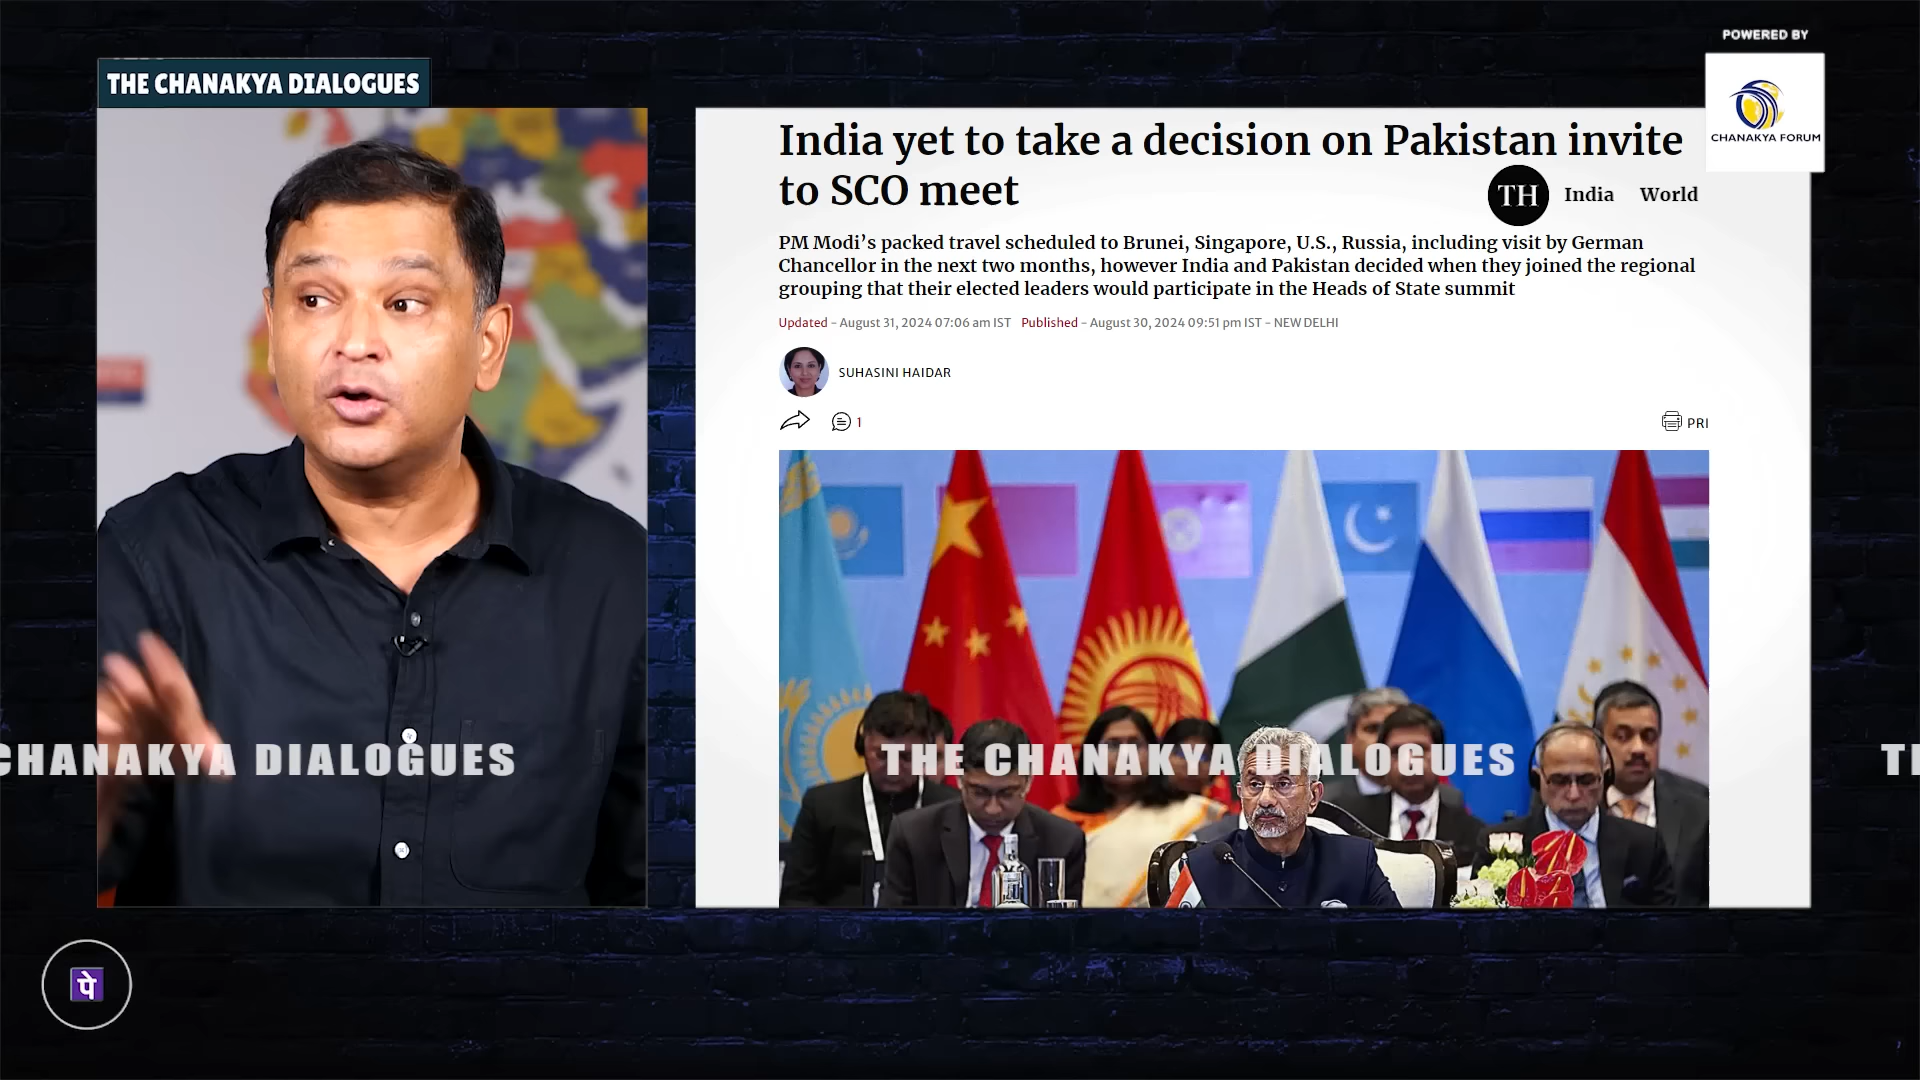 POWERED BY
THE CHANAKYA DIALOGUES
CHANAKYA FORUM
India yet to take a decision on Pakistan invite
to SCO meet
TH India World
PM Modi’s packed travel scheduled to Brunei, Singapore, U.S., Russia, including visit by German
Chancellor in the next two months, however India and Pakistan decided when they joined the regional
grouping that their elected leaders would participate in the Heads of State summit
Updated - August 31, 2024 07:06 am IST Published - August 30, 2024 09:51 pm IST - NEW DELHI
SUHASINI HAIDAR
1
PRI
CHANAKYA DIALOGUES
THE CHANAKYA DIALOGUES
TH
पे